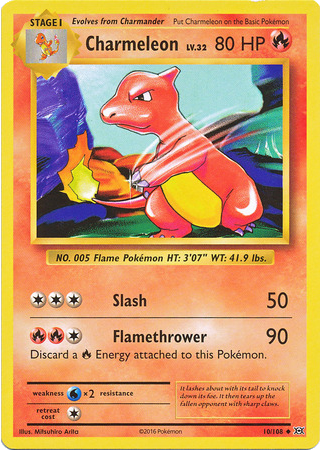 STAGE 1 Evolves from Charmander Put Charmeleon on the Basic Pokémon
Charmeleon LV.32 80 HP
NO. 005 Flame Pokémon HT: 3'07" WT: 41.9 lbs.
Slash 50
Flamethrower 90
Discard a Energy attached to this Pokémon.
weakness ×2 resistance
retreat cost
It lashes about with its tail to knock
down its foe. It then tears up the
fallen opponent with sharp claws.
Illus. Mitsuhiro Arita ©2016 Pokémon 10/108